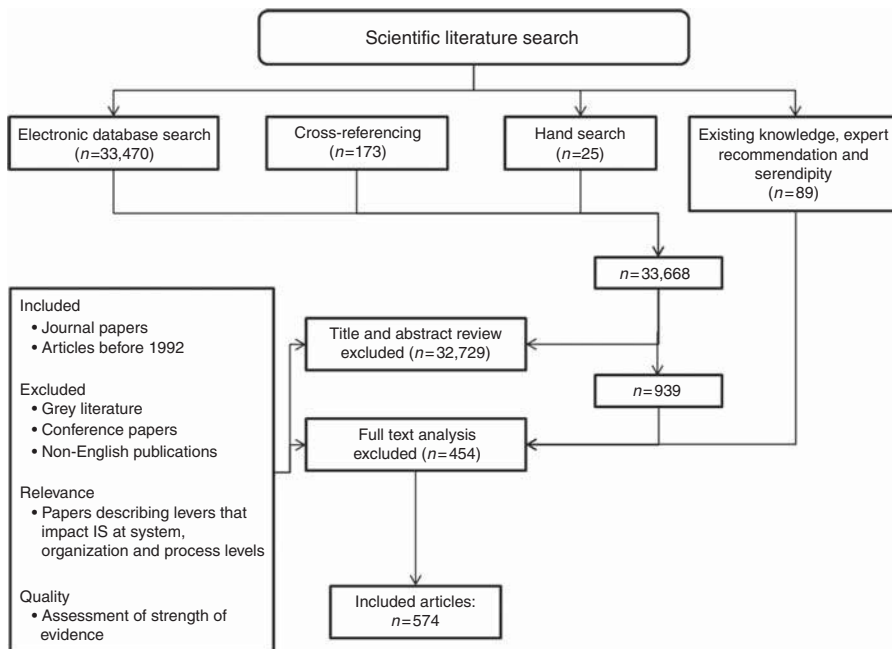 Scientific literature search
Electronic database search
(n=33,470)
Cross-referencing
(n=173)
Hand search
(n=25)
Existing knowledge, expert
recommendation and
serendipity
(n=89)
n=33,668
Included
• Journal papers
• Articles before 1992
Excluded
• Grey literature
• Conference papers
• Non-English publications
Relevance
• Papers describing levers that
impact IS at system,
organization and process levels
Quality
• Assessment of strength of
evidence
Title and abstract review
excluded (n=32,729)
n=939
Full text analysis
excluded (n=454)
Included articles:
n=574